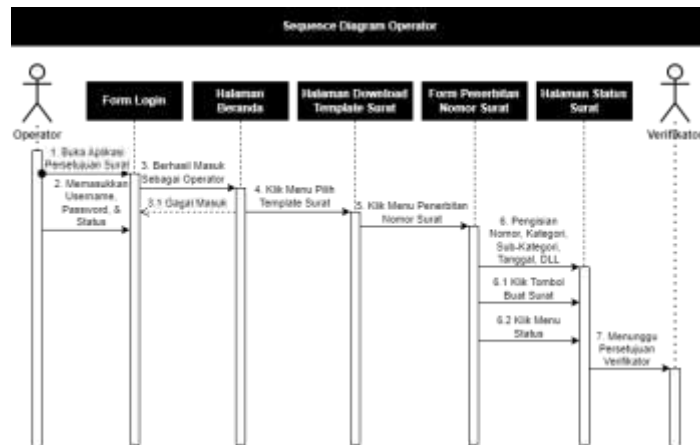 Sequence Diagram Operator
Form Login
Halaman
Beranda
Halaman Download
Template Surat
Form Penerbitan
Nomor Surat
Halaman Status
Surat
Operator
Verifikator
1. Buka Aplikasi
Persetujuan Surat
2. Memasukkan
Username,
Password, &
Status
3. Berhasil Masuk
Sebagai Operator
3.1 Gagal Masuk
4. Klik Menu Pilih
Template Surat
5. Klik Menu Penerbitan
Nomor Surat
6. Pengisian
Nomor, Kategori,
Sub-Kategori,
Tanggal, DLL
6.1 Klik Tombol
Buat Surat
6.2 Klik Menu
Status
7. Menunggu
Persetujuan
Verifikator